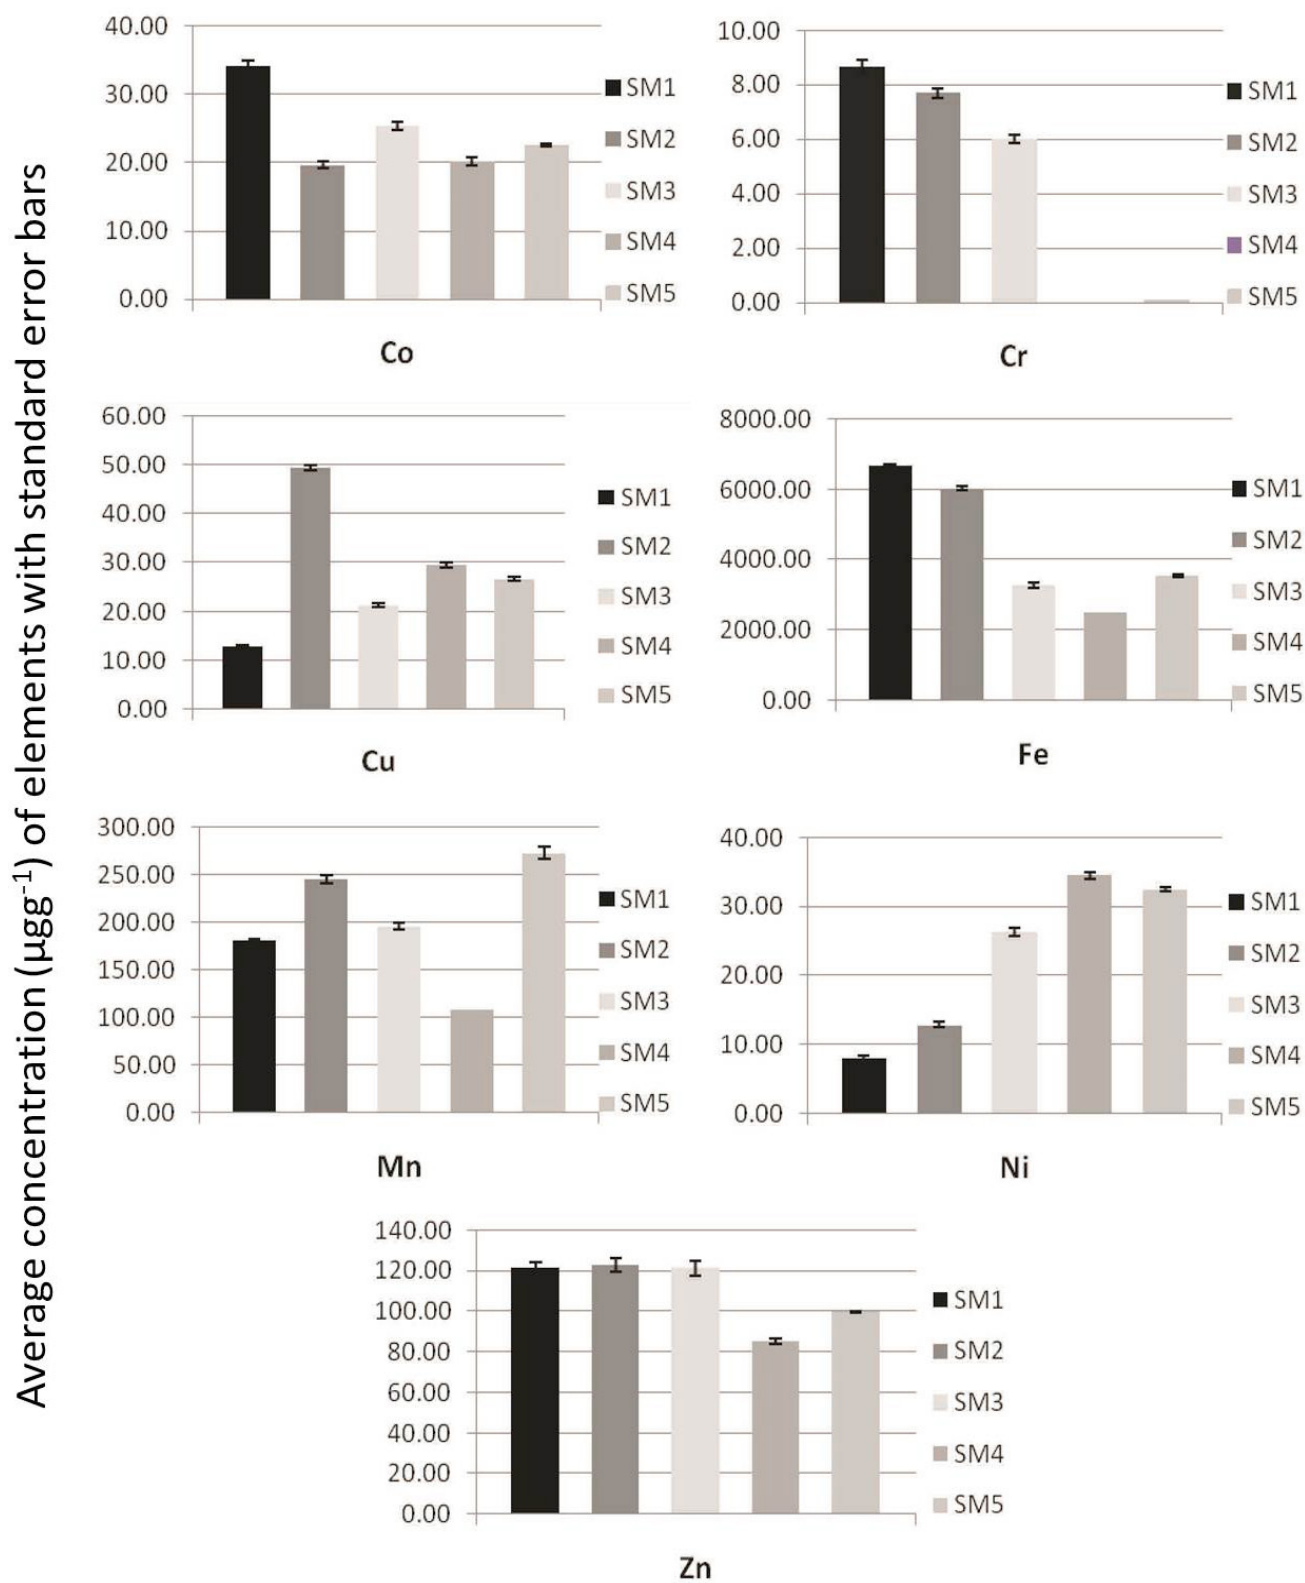 Average concentration (µgg⁻¹) of elements with standard error bars
40.00
30.00
20.00
10.00
0.00
SM1
SM2
SM3
SM4
SM5
Co
10.00
8.00
6.00
4.00
2.00
0.00
SM1
SM2
SM3
SM4
SM5
Cr
60.00
50.00
40.00
30.00
20.00
10.00
0.00
SM1
SM2
SM3
SM4
SM5
Cu
8000.00
6000.00
4000.00
2000.00
0.00
SM1
SM2
SM3
SM4
SM5
Fe
300.00
250.00
200.00
150.00
100.00
50.00
0.00
SM1
SM2
SM3
SM4
SM5
Mn
40.00
30.00
20.00
10.00
0.00
SM1
SM2
SM3
SM4
SM5
Ni
140.00
120.00
100.00
80.00
60.00
40.00
20.00
0.00
SM1
SM2
SM3
SM4
SM5
Zn